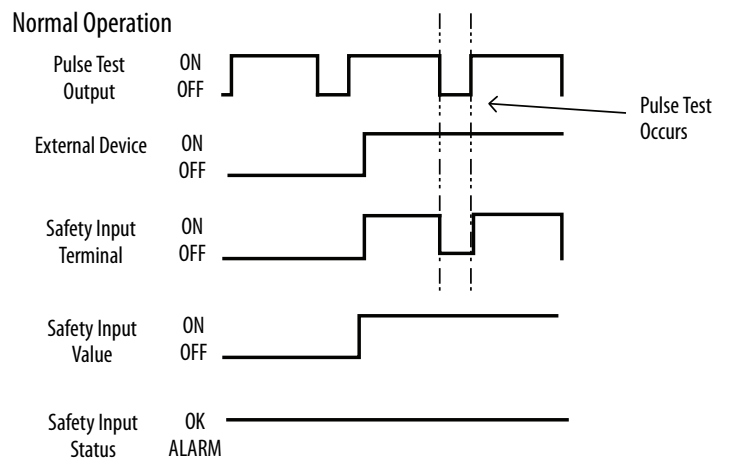 Normal Operation
Pulse Test
Output
ON
OFF
Pulse Test
Occurs
External Device
ON
OFF
Safety Input
Terminal
ON
OFF
Safety Input
Value
ON
OFF
Safety Input
Status
OK
ALARM